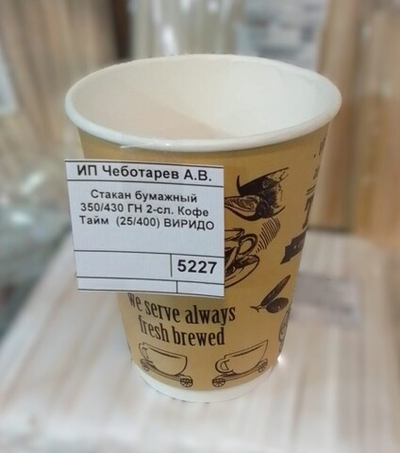 ИП Чеботарев А.В.
Стакан бумажный
350/430 ГН 2-сл. Кофе
Тайм (25/400) ВИРИДО
5227
we serve always
fresh brewed